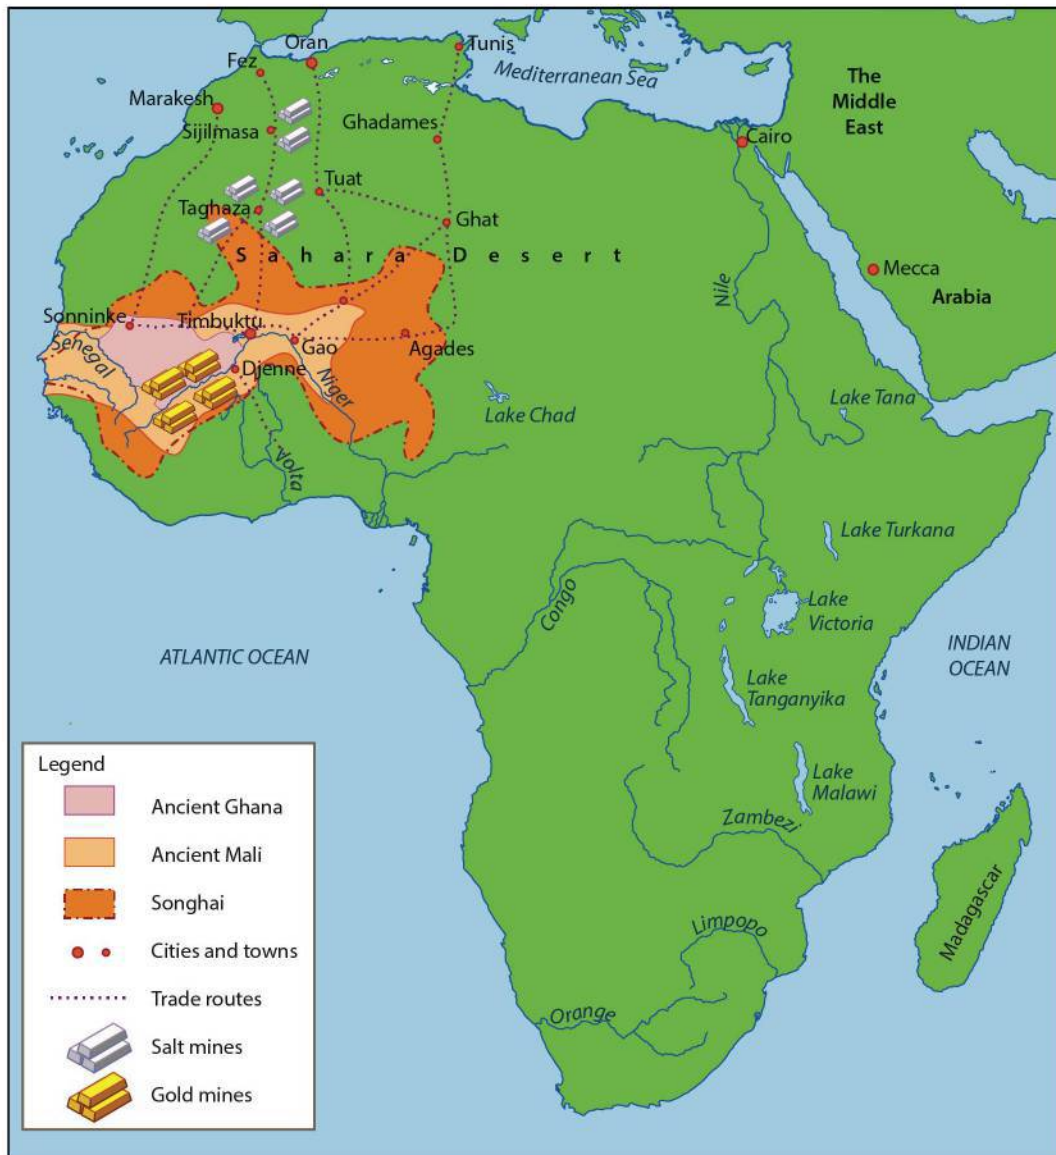 Oran
Tunis
Fez
Mediterranean Sea
The
Middle
East
Marakesh
Ghadames
Sijilmasa
Cairo
Tuat
Taghaza
Ghat
Sahara Desert
Mecca
Nile
Arabia
Sonninke
Timbuktu
Senegal
Gao
Agades
Djenne
Niger
Lake Chad
Lake Tana
Volta
Lake Turkana
Congo
Lake
Victoria
ATLANTIC OCEAN
INDIAN
OCEAN
Lake
Tanganyika
Lake
Malawi
Zambezi
Madagascar
Limpopo
Orange
Legend
Ancient Ghana
Ancient Mali
Songhai
Cities and towns
Trade routes
Salt mines
Gold mines